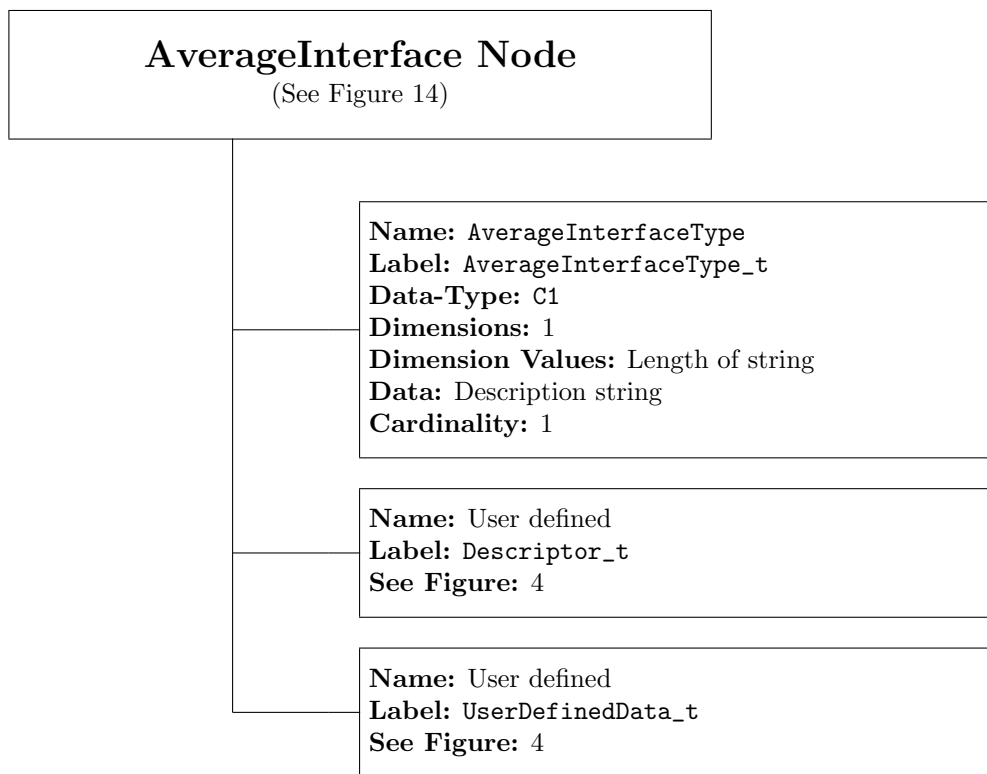 AverageInterface Node
(See Figure 14)
Name: AverageInterfaceType
Label: AverageInterfaceType_t
Data-Type: C1
Dimensions: 1
Dimension Values: Length of string
Data: Description string
Cardinality: 1
Name: User defined
Label: Descriptor_t
See Figure: 4
Name: User defined
Label: UserDefinedData_t
See Figure: 4